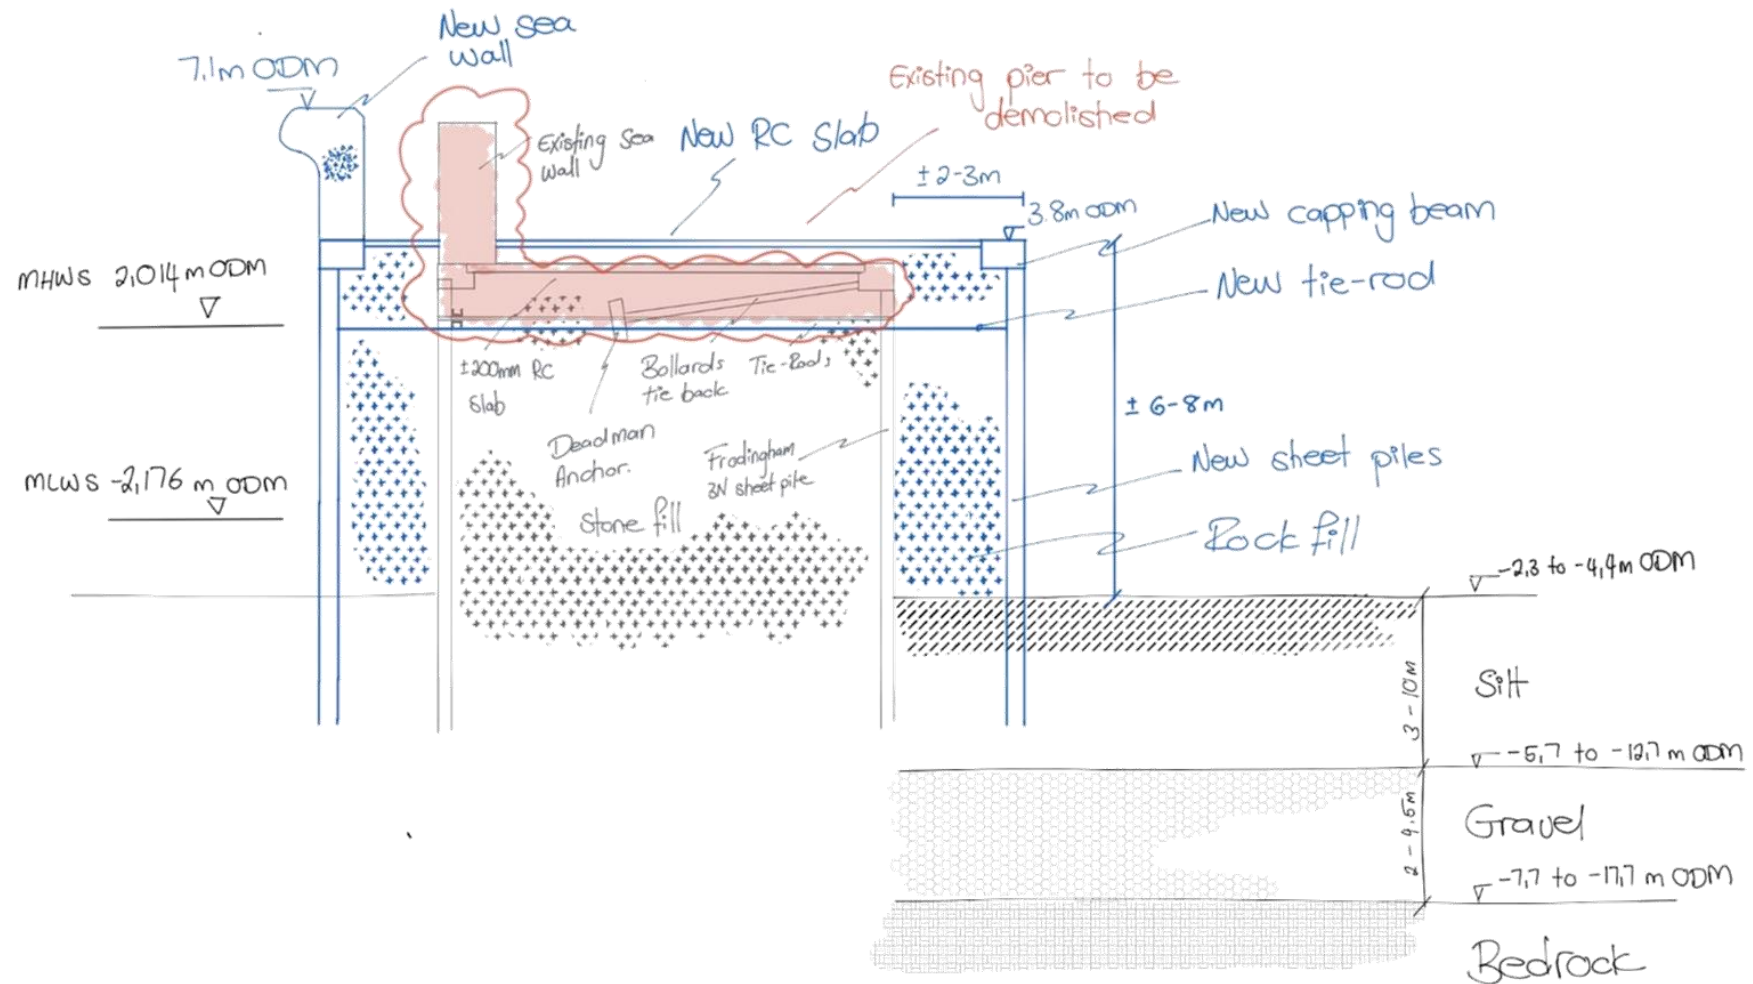 New sea
wall
7.1m ODM
Existing pier to be
demolished
Existing Sea
wall
New RC Slab
± 2-3m
3.8m ODM
New capping beam
MHWS 2,014 m ODM
New tie-rod
±200mm RC
Slab
Bollards
tie back
Tie-Rods
± 6-8m
Deadman
Anchor.
Frodingham
3N sheet pile
New sheet piles
MLWS -2,176 m ODM
Stone fill
Rock fill
-2,3 to -4,4m ODM
3 - 10m
Silt
-5,7 to -12,7 m ODM
2 - 4.5m
Gravel
-7,7 to -17,7 m ODM
Bedrock